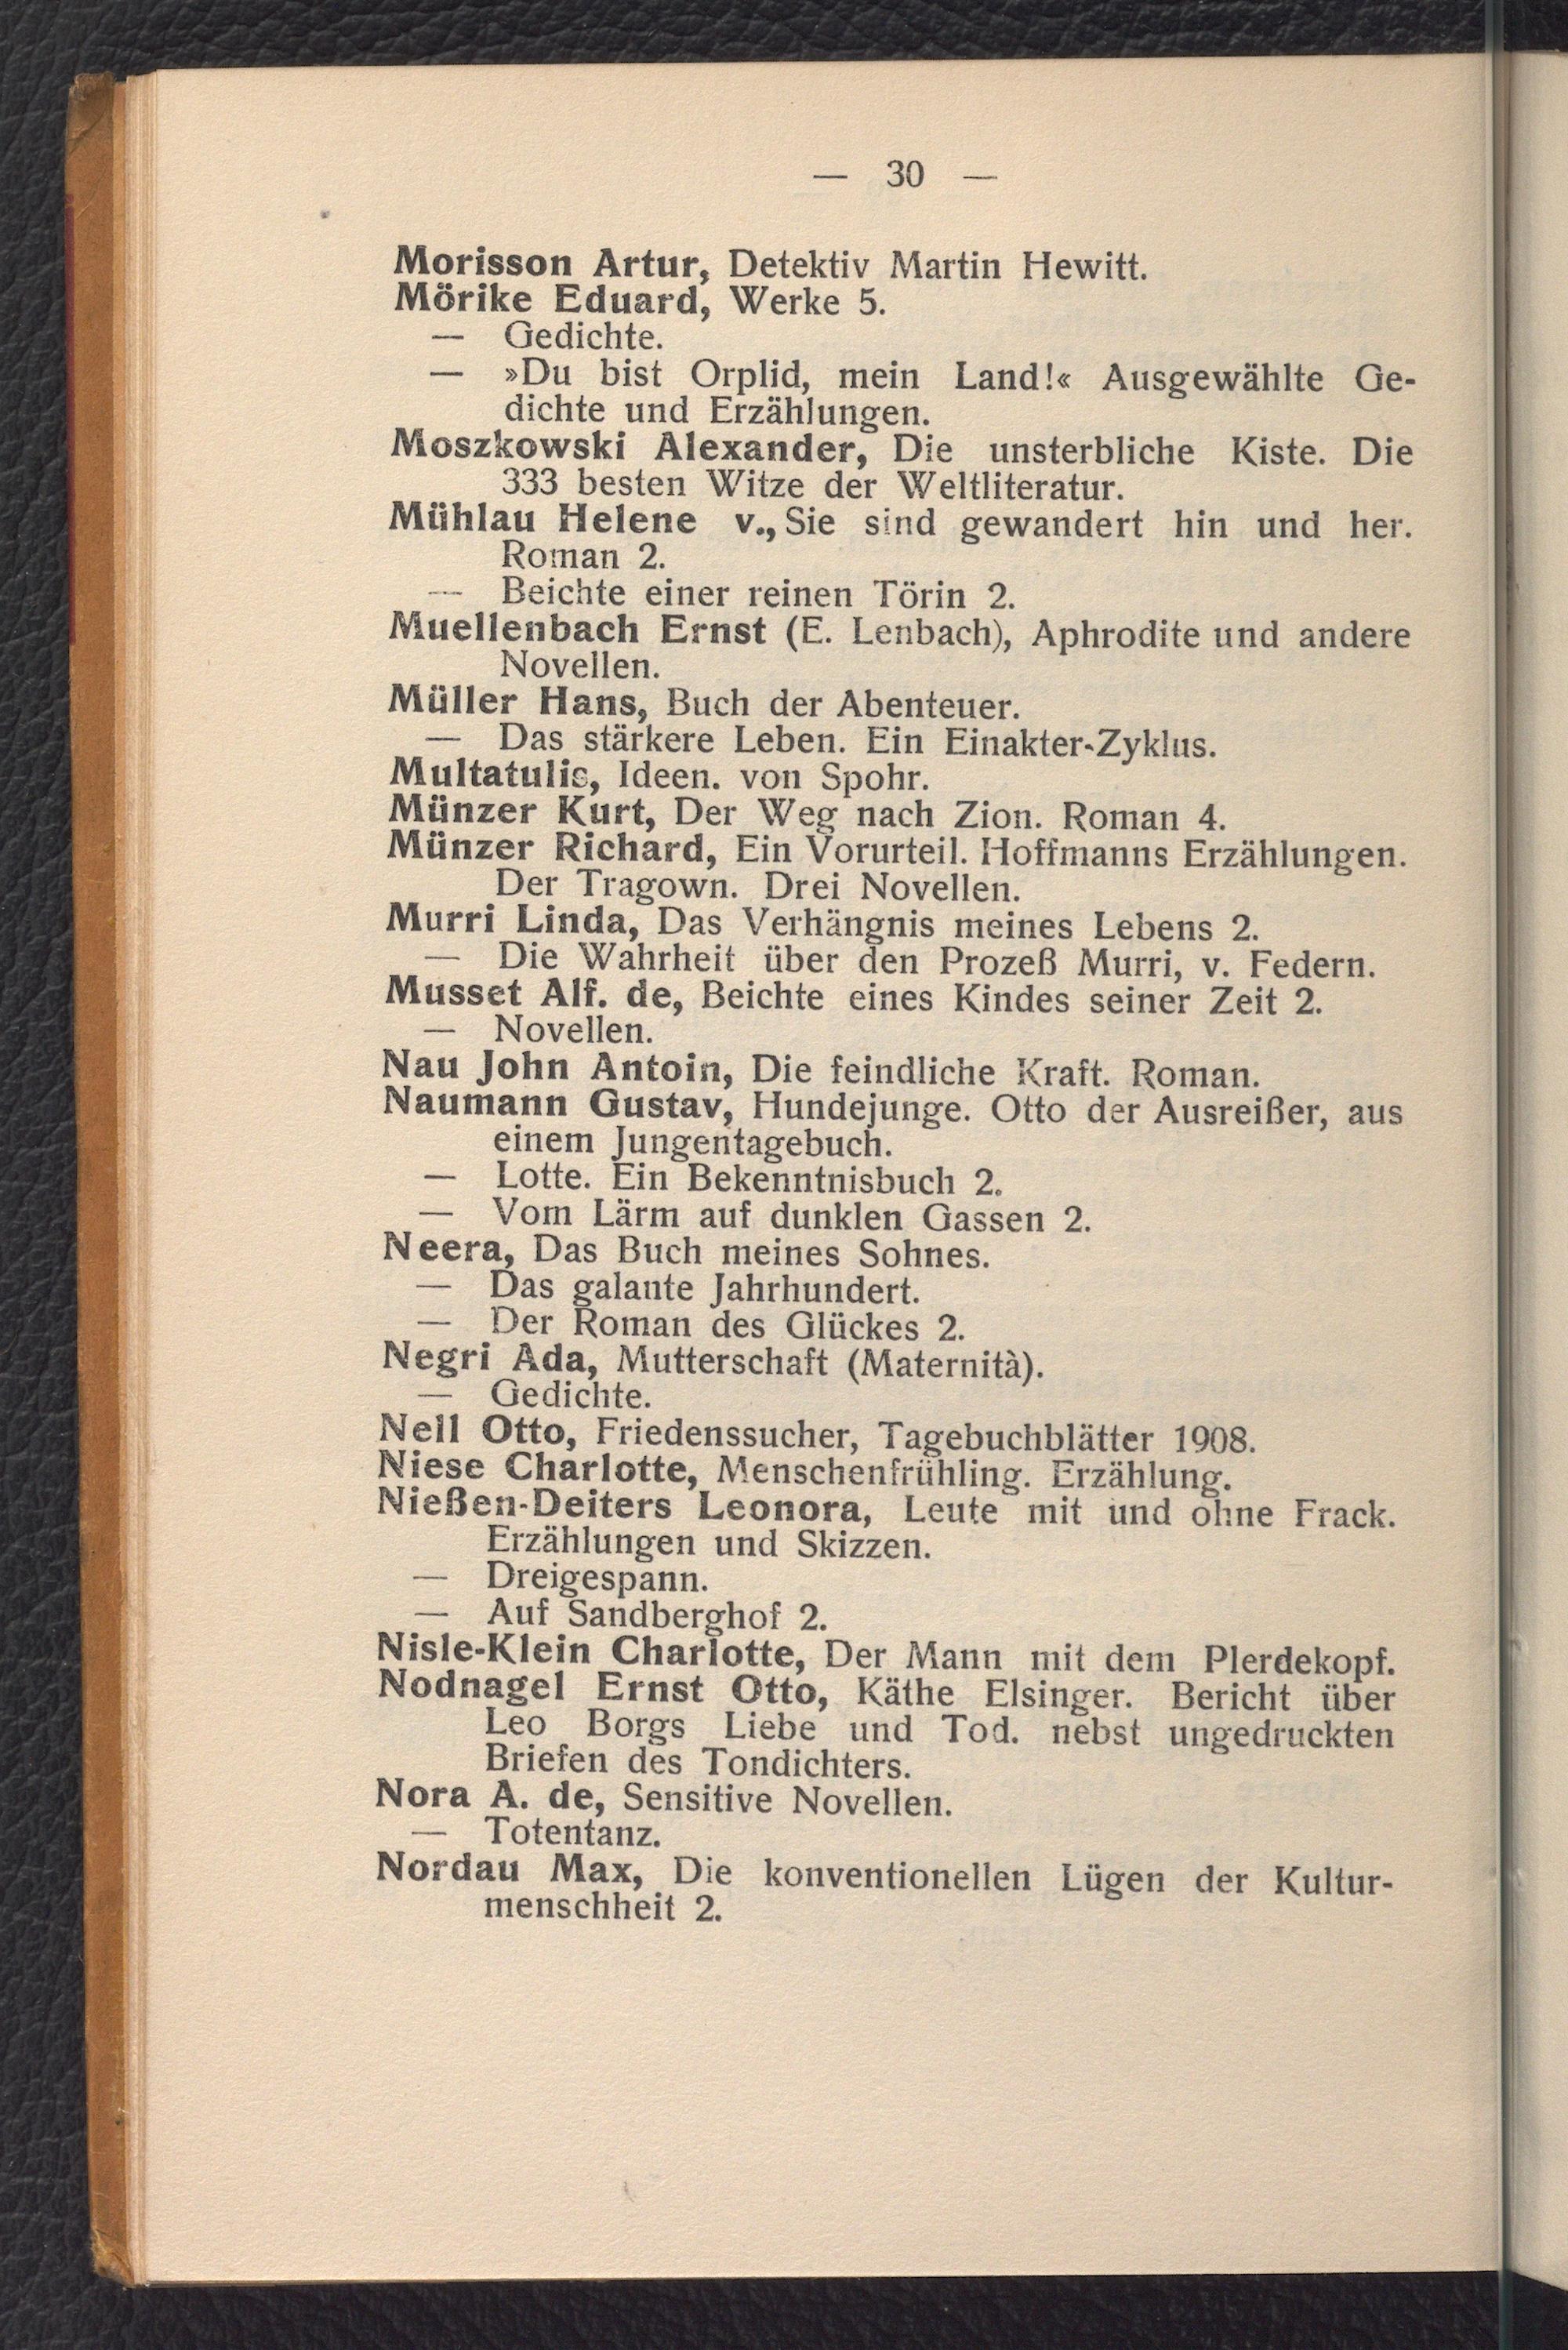 — 30 —
Morisson Artur, Detektiv Martin Hewitt.
Mörike Eduard, Werke 5.
— Gedichte.
— »Du bist Orplid, mein Land!« Ausgewählte Ge-
dichte und Erzählungen.
Moszkowski Alexander, Die unsterbliche Kiste. Die
333 besten Witze der Weltliteratur.
Mühlau Helene v., Sie sind gewandert hin und her.
Roman 2.
— Beichte einer reinen Törin 2.
Muellenbach Ernst (E. Lenbach), Aphrodite und andere
Novellen.
Müller Hans, Buch der Abenteuer.
— Das stärkere Leben. Ein Einakter-Zyklus.
Multatulis, Ideen. von Spohr.
Münzer Kurt, Der Weg nach Zion. Roman 4.
Münzer Richard, Ein Vorurteil. Hoffmanns Erzählungen.
Der Tragown. Drei Novellen.
Murri Linda, Das Verhängnis meines Lebens 2.
— Die Wahrheit über den Prozeß Murri, v. Federn.
Musset Alf. de, Beichte eines Kindes seiner Zeit 2.
— Novellen.
Nau John Antoin, Die feindliche Kraft. Roman.
Naumann Gustav, Hundejunge. Otto der Ausreißer, aus
einem Jungentagebuch.
— Lotte. Ein Bekenntnisbuch 2.
— Vom Lärm auf dunklen Gassen 2.
Neera, Das Buch meines Sohnes.
— Das galante Jahrhundert.
— Der Roman des Glückes 2.
Negri Ada, Mutterschaft (Maternità).
— Gedichte.
Nell Otto, Friedenssucher, Tagebuchblätter 1908.
Niese Charlotte, Menschenfrühling. Erzählung.
Nießen-Deiters Leonora, Leute mit und ohne Frack.
Erzählungen und Skizzen.
— Dreigespann.
— Auf Sandberghof 2.
Nisle-Klein Charlotte, Der Mann mit dem Plerdekopf.
Nodnagel Ernst Otto, Käthe Elsinger. Bericht über
Leo Borgs Liebe und Tod. nebst ungedruckten
Briefen des Tondichters.
Nora A. de, Sensitive Novellen.
— Totentanz.
Nordau Max, Die konventionellen Lügen der Kultur-
menschheit 2.